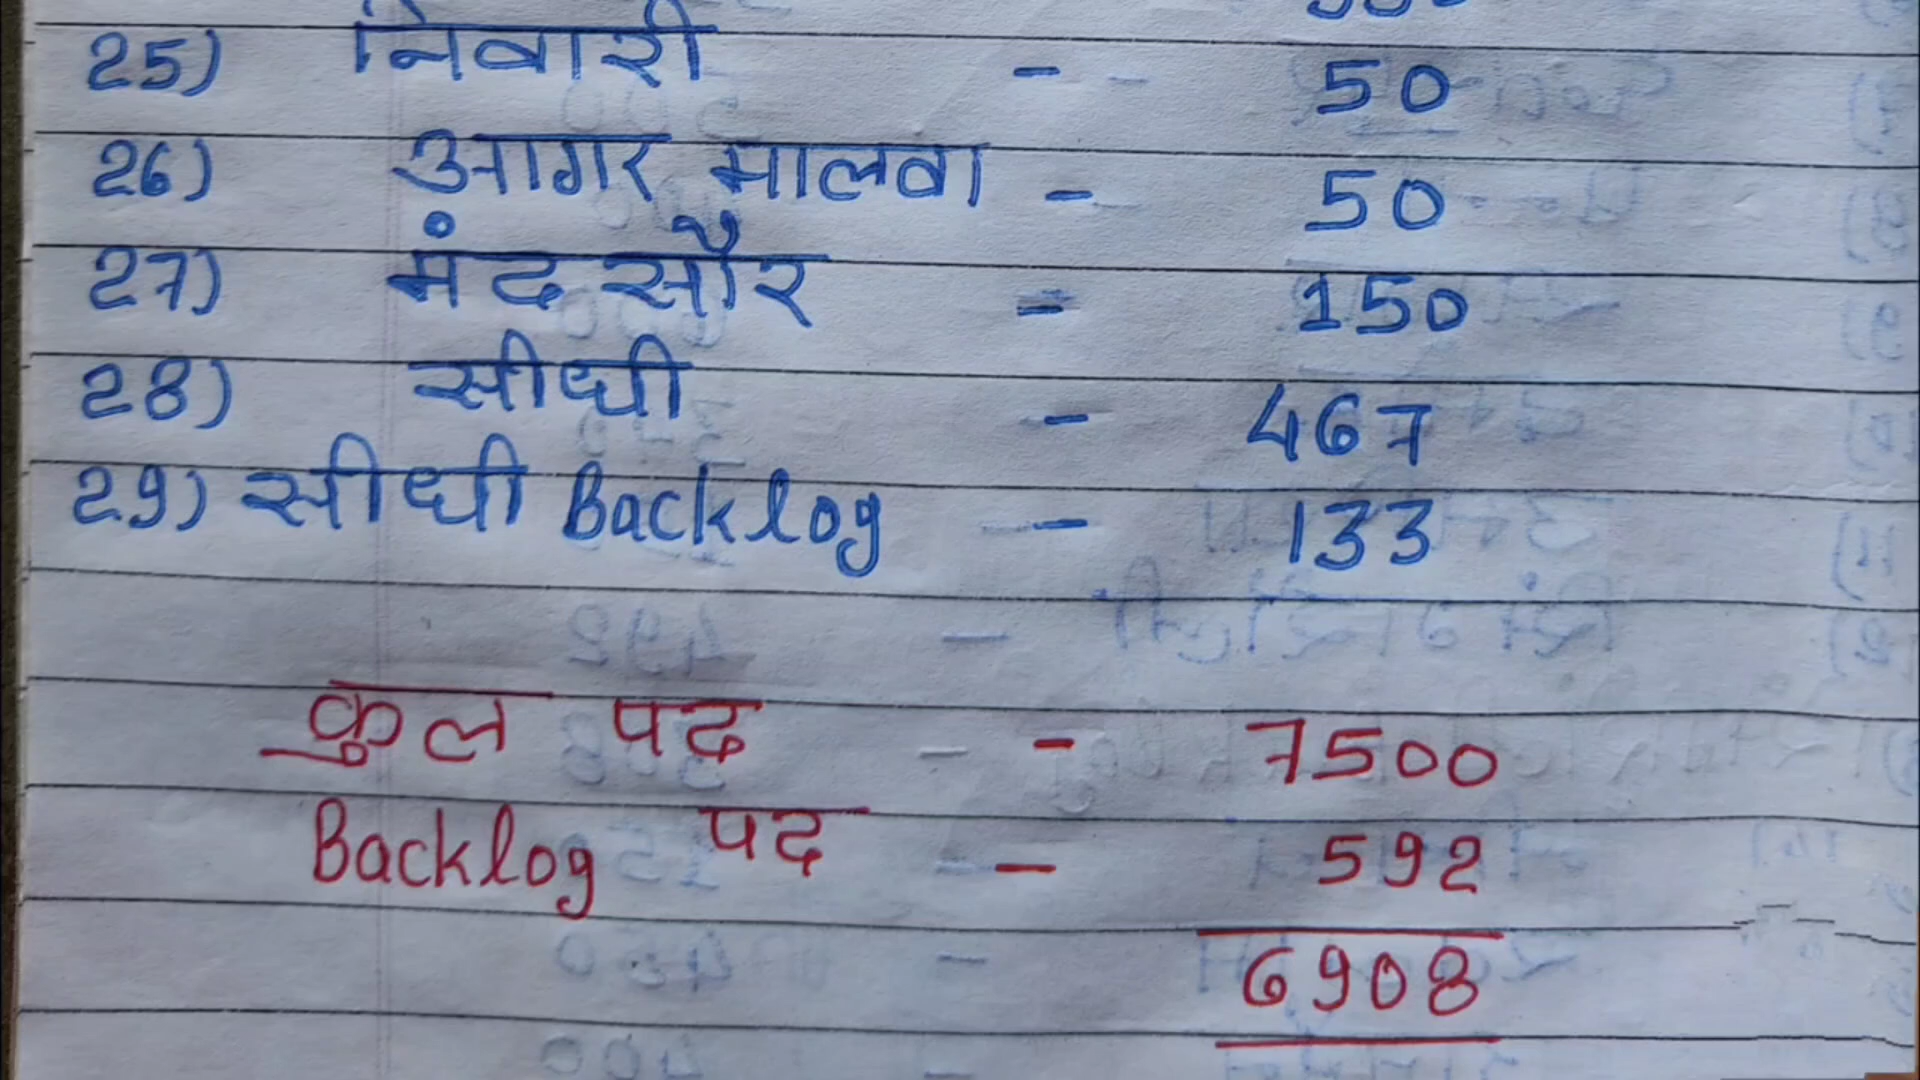 25) निवारी - 50
26) आगर मालवा - 50
27) मंदसौर - 150
28) सीधी - 467
29) सीधी Backlog - 133
कुल पद - 7500
Backlog पद - 592
6908